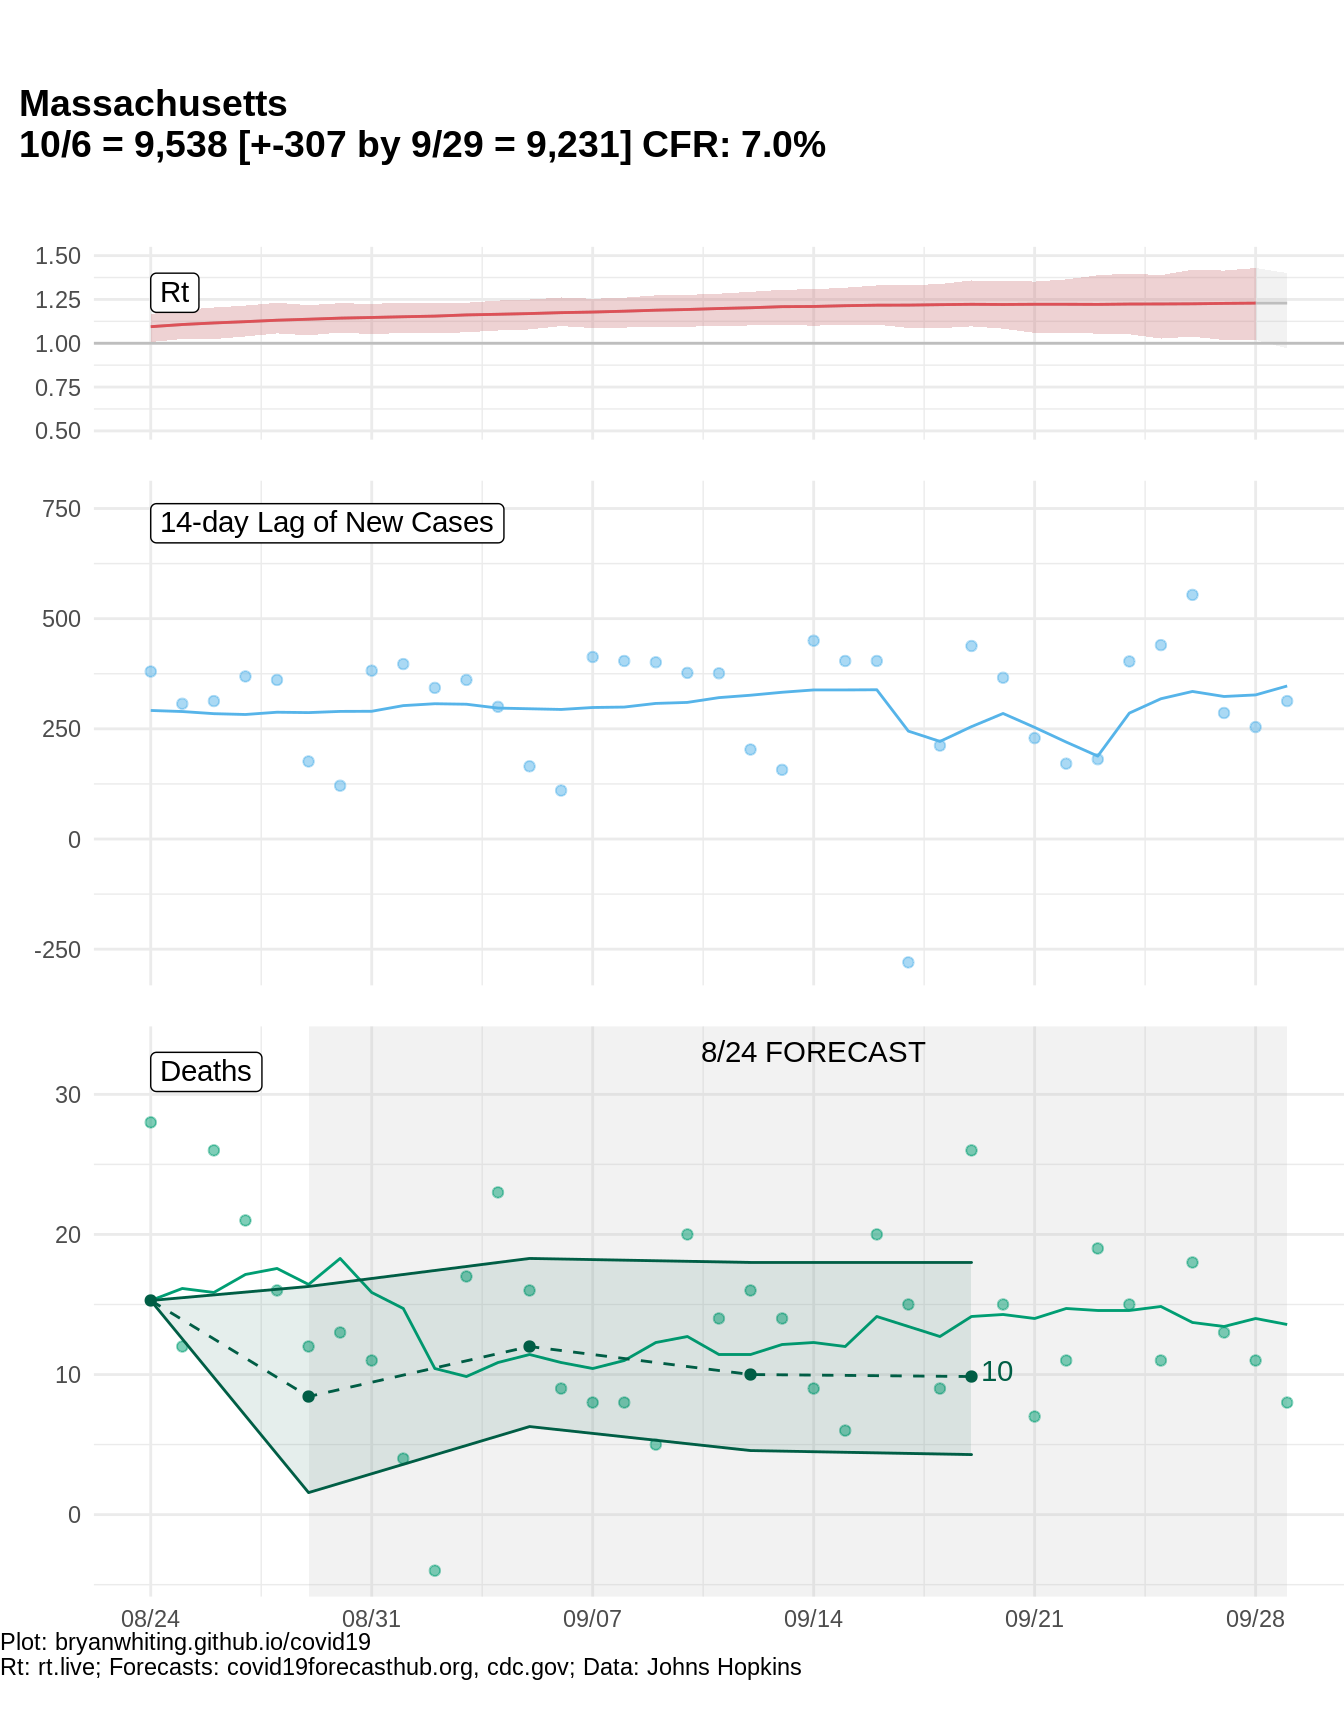 Massachusetts
10/6 = 9,538 [+-307 by 9/29 = 9,231] CFR: 7.0%
1.50
Rt
1.25
1.00
0.75
0.50
750
14-day Lag of New Cases
500
250
0
-250
8/24 FORECAST
Deaths
30
20
10
10
0
08/24 08/31 09/07 09/14 09/21 09/28
Plot: bryanwhiting.github.io/covid19
Rt: rt.live; Forecasts: covid19forecasthub.org, cdc.gov; Data: Johns Hopkins